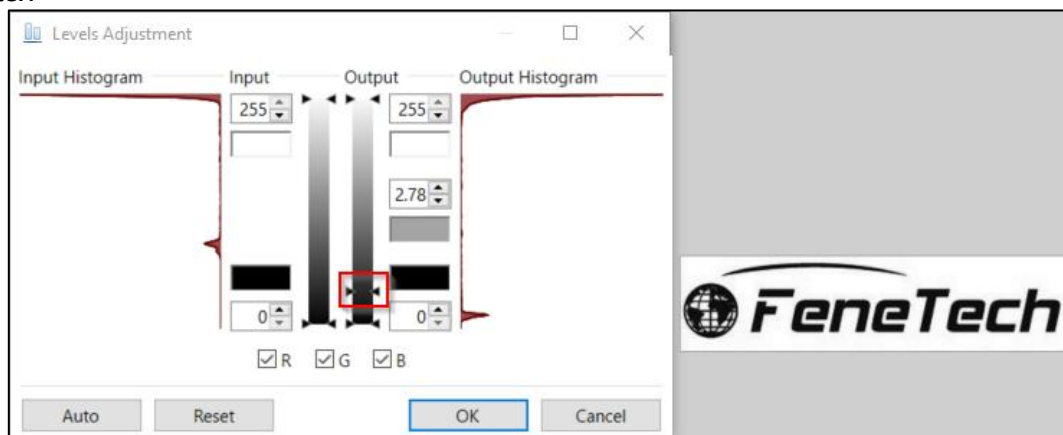 Levels Adjustment
Input Histogram Input Output Output Histogram
255 255
2.78
0 0
R G B
Auto Reset OK Cancel
FeneTech